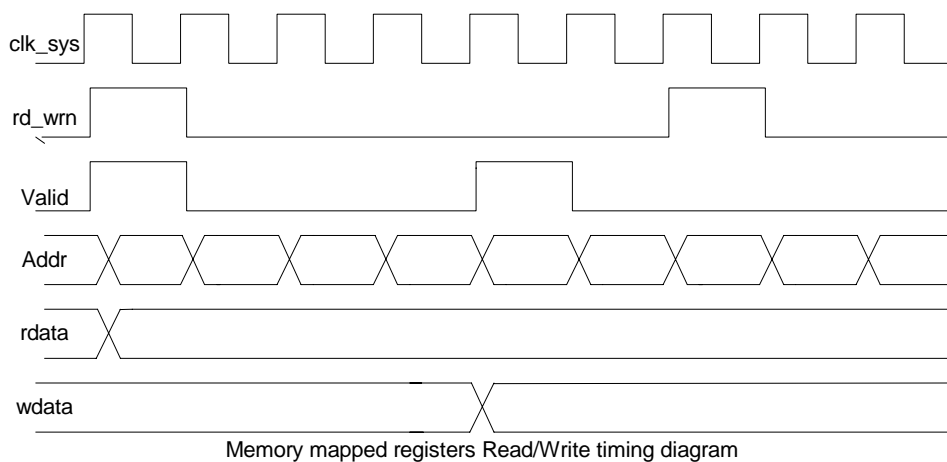 clk_sys
rd_wrn
Valid
Addr
rdata
wdata
Memory mapped registers Read/Write timing diagram